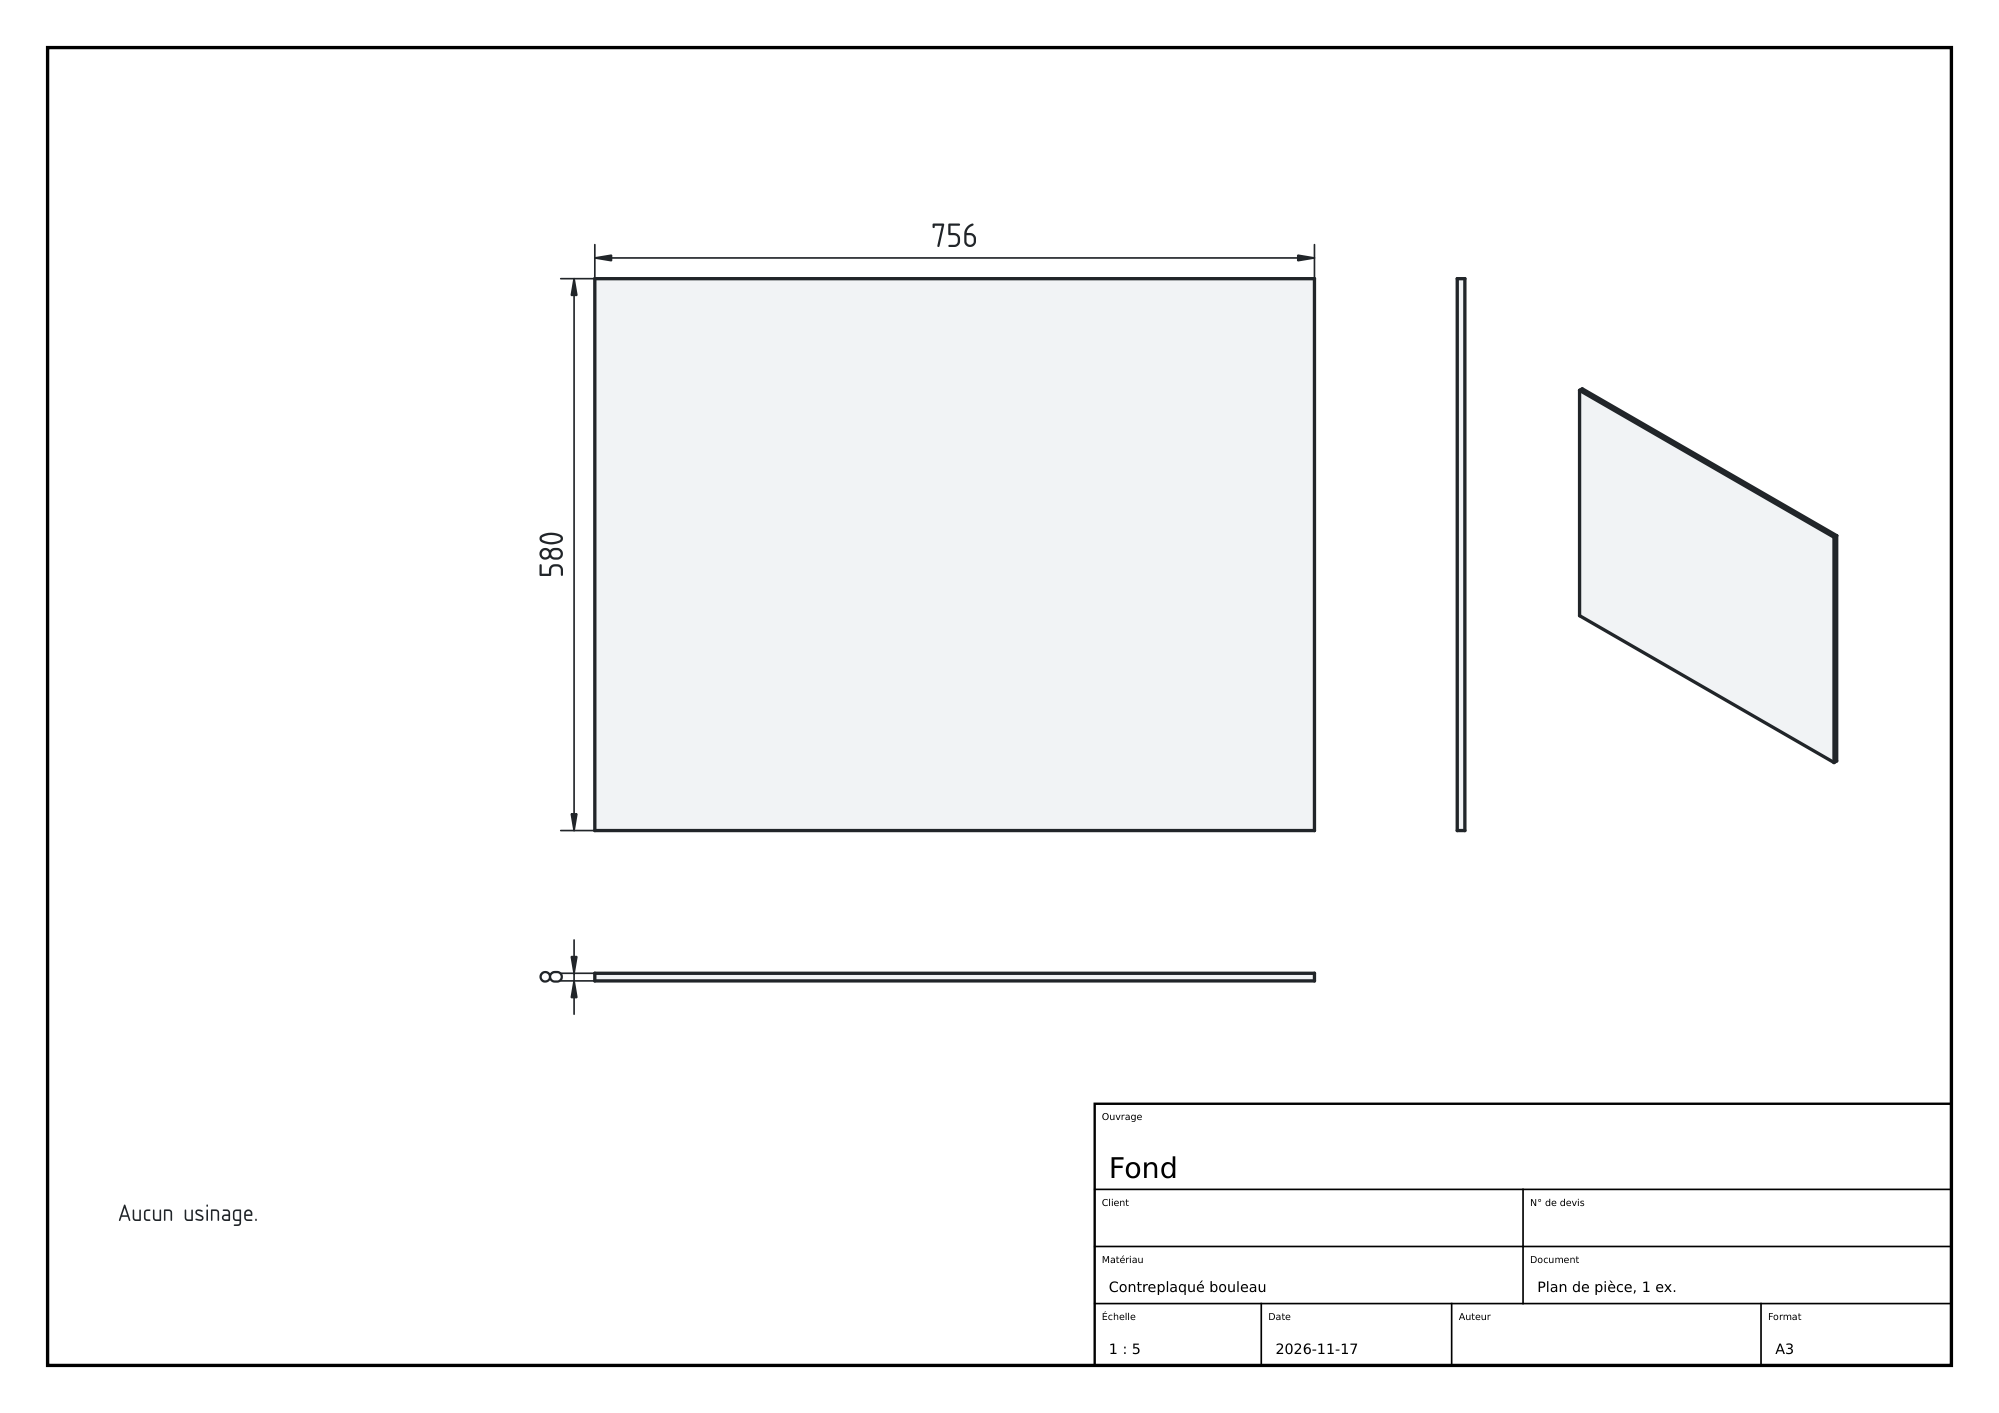 756
580
8
Aucun usinage.
Ouvrage
Fond
Client
N° de devis
Matériau
Contreplaqué bouleau
Document
Plan de pièce, 1 ex.
Échelle
1 : 5
Date
2026-11-17
Auteur
Format
A3